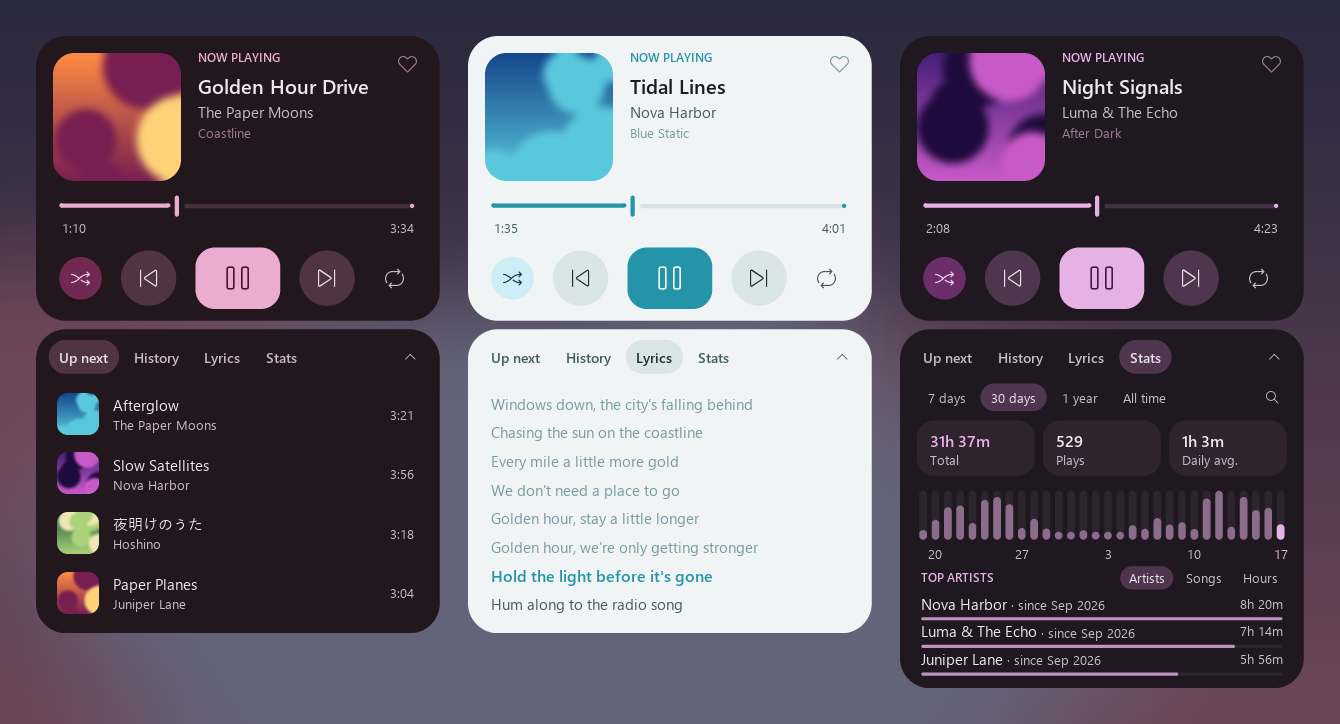 NOW PLAYING
Golden Hour Drive
The Paper Moons
Coastline
1:10
3:34
Up next
History
Lyrics
Stats
Afterglow
The Paper Moons
3:21
Slow Satellites
Nova Harbor
3:56
夜明けのうた
Hoshino
3:18
Paper Planes
Juniper Lane
3:04
NOW PLAYING
Tidal Lines
Nova Harbor
Blue Static
1:35
4:01
Up next
History
Lyrics
Stats
Windows down, the city's falling behind
Chasing the sun on the coastline
Every mile a little more gold
We don't need a place to go
Golden hour, stay a little longer
Golden hour, we're only getting stronger
Hold the light before it's gone
Hum along to the radio song
NOW PLAYING
Night Signals
Luma & The Echo
After Dark
2:08
4:23
Up next
History
Lyrics
Stats
7 days
30 days
1 year
All time
31h 37m
Total
529
Plays
1h 3m
Daily avg.
20
27
3
10
17
TOP ARTISTS
Artists
Songs
Hours
Nova Harbor · since Sep 2026
8h 20m
Luma & The Echo · since Sep 2026
7h 14m
Juniper Lane · since Sep 2026
5h 56m